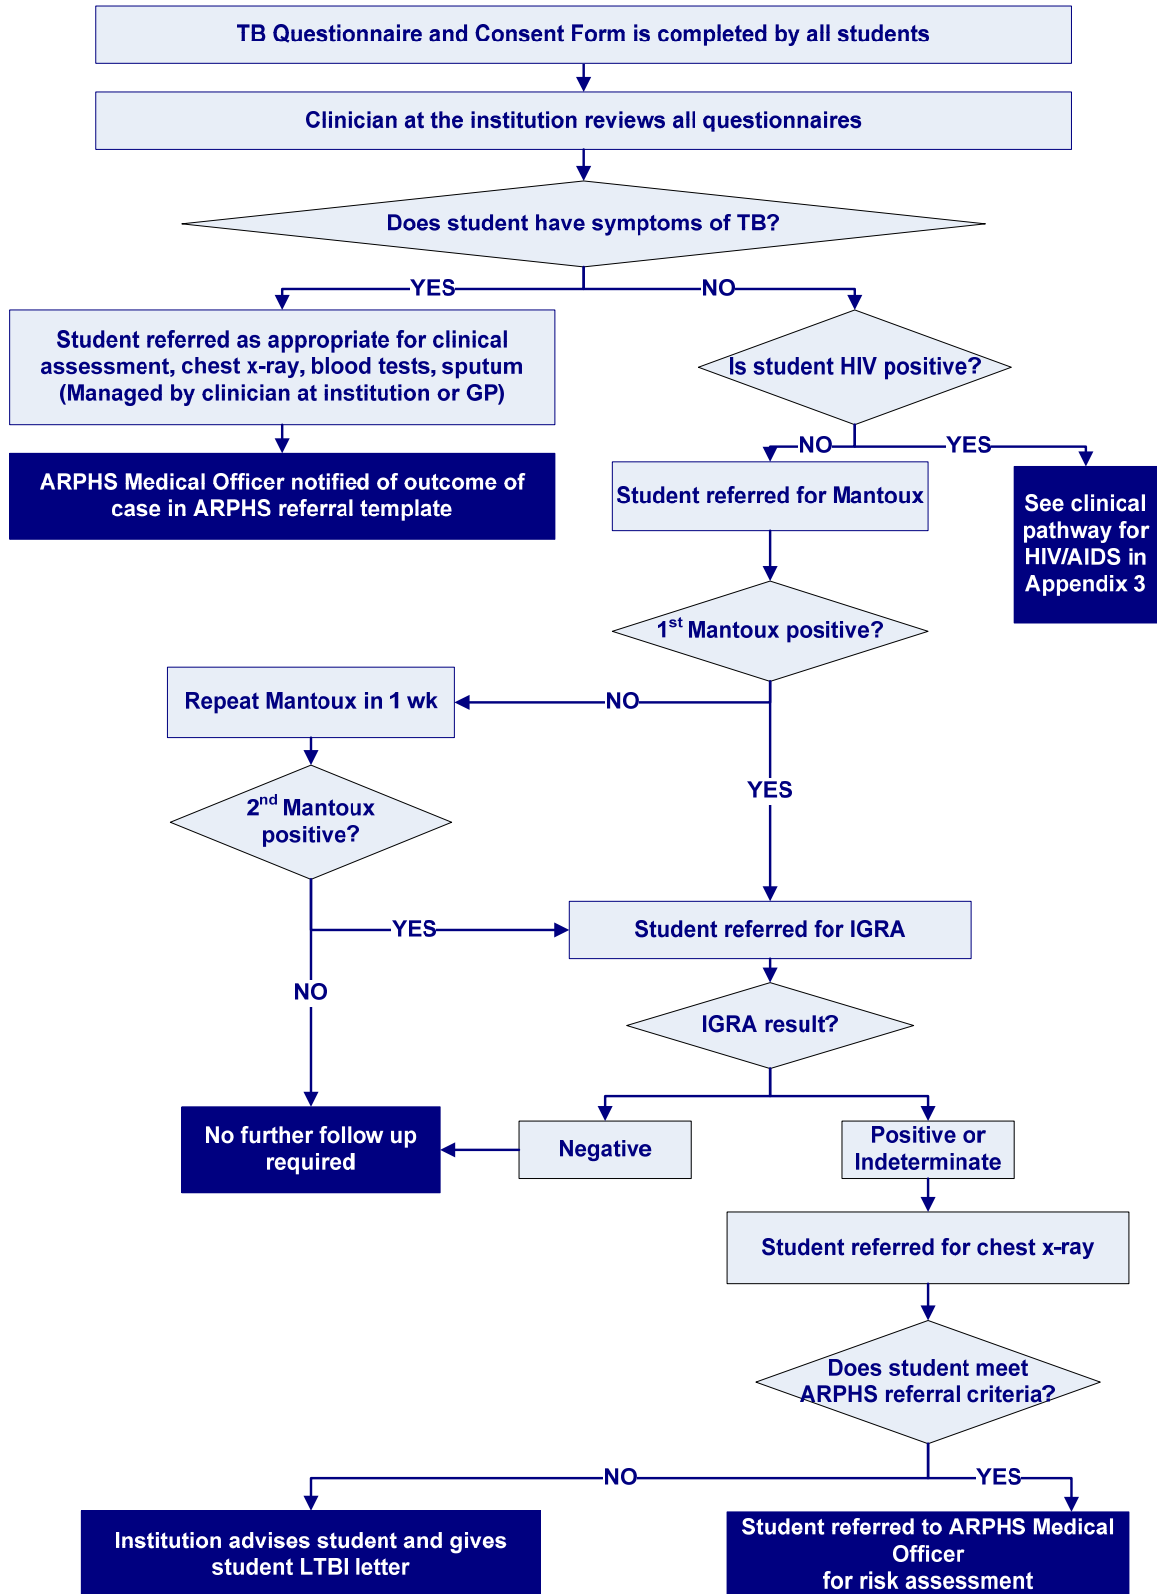 TB Questionnaire and Consent Form is completed by all students
Clinician at the institution reviews all questionnaires
Does student have symptoms of TB?
YES
NO
Student referred as appropriate for clinical
assessment, chest x-ray, blood tests, sputum
(Managed by clinician at institution or GP)
Is student HIV positive?
NO
YES
ARPHS Medical Officer notified of outcome of
case in ARPHS referral template
Student referred for Mantoux
See clinical
pathway for
HIV/AIDS in
Appendix 3
1st Mantoux positive?
NO
Repeat Mantoux in 1 wk
YES
2nd Mantoux
positive?
YES
Student referred for IGRA
NO
IGRA result?
No further follow up
required
Negative
Positive or
Indeterminate
Student referred for chest x-ray
Does student meet
ARPHS referral criteria?
NO
YES
Institution advises student and gives
student LTBI letter
Student referred to ARPHS Medical
Officer
for risk assessment